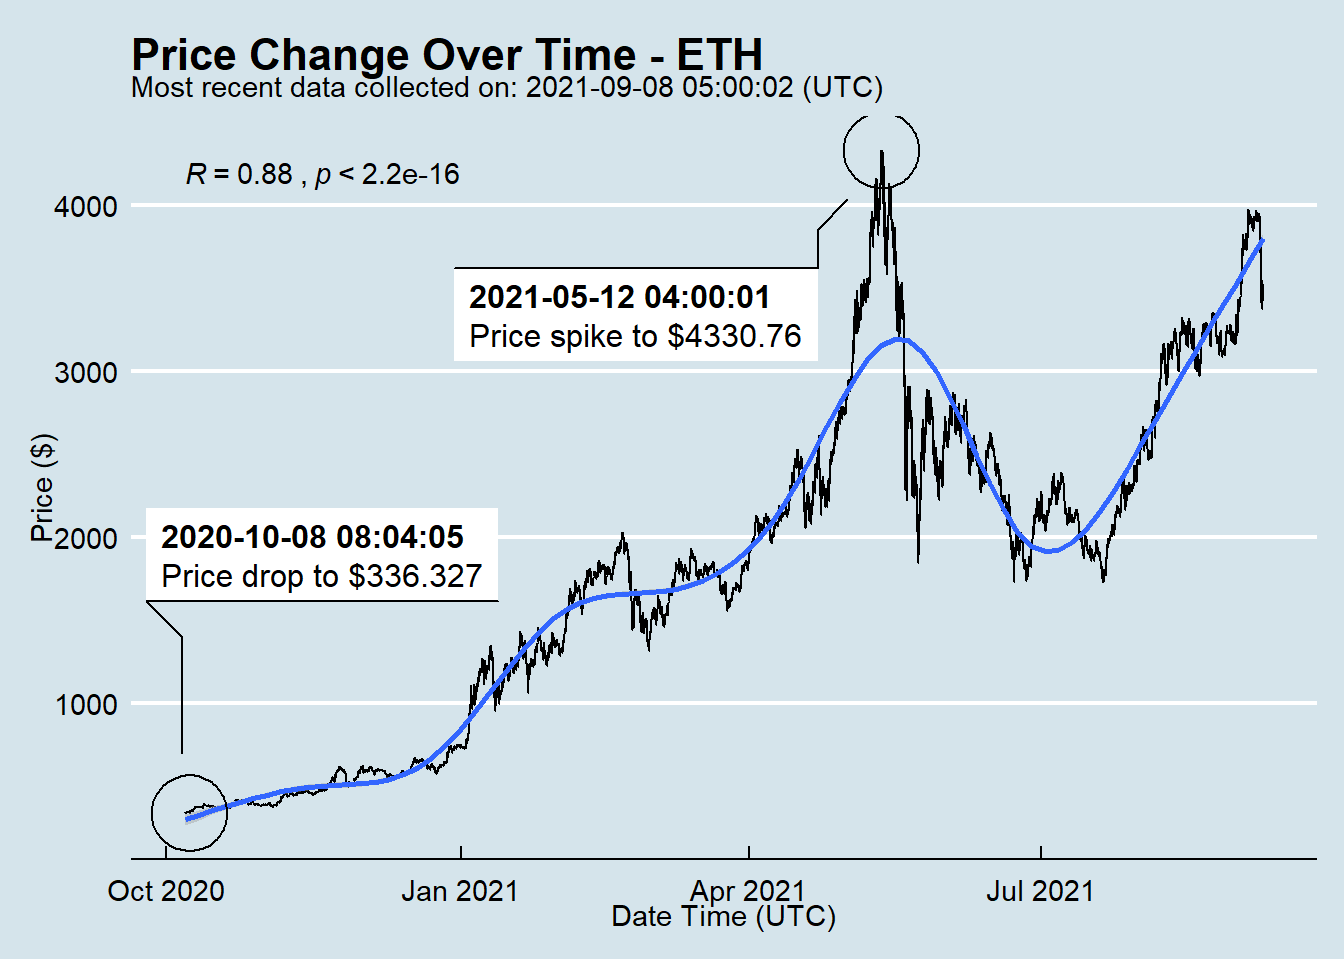 Price Change Over Time - ETH
Most recent data collected on: 2021-09-08 05:00:02 (UTC)
R = 0.88 , p < 2.2e-16
4000
2021-05-12 04:00:01
Price spike to $4330.76
3000
Price ($)
2020-10-08 08:04:05
2000
Price drop to $336.327
1000
Oct 2020
Jan 2021
Apr 2021
Jul 2021
Date Time (UTC)